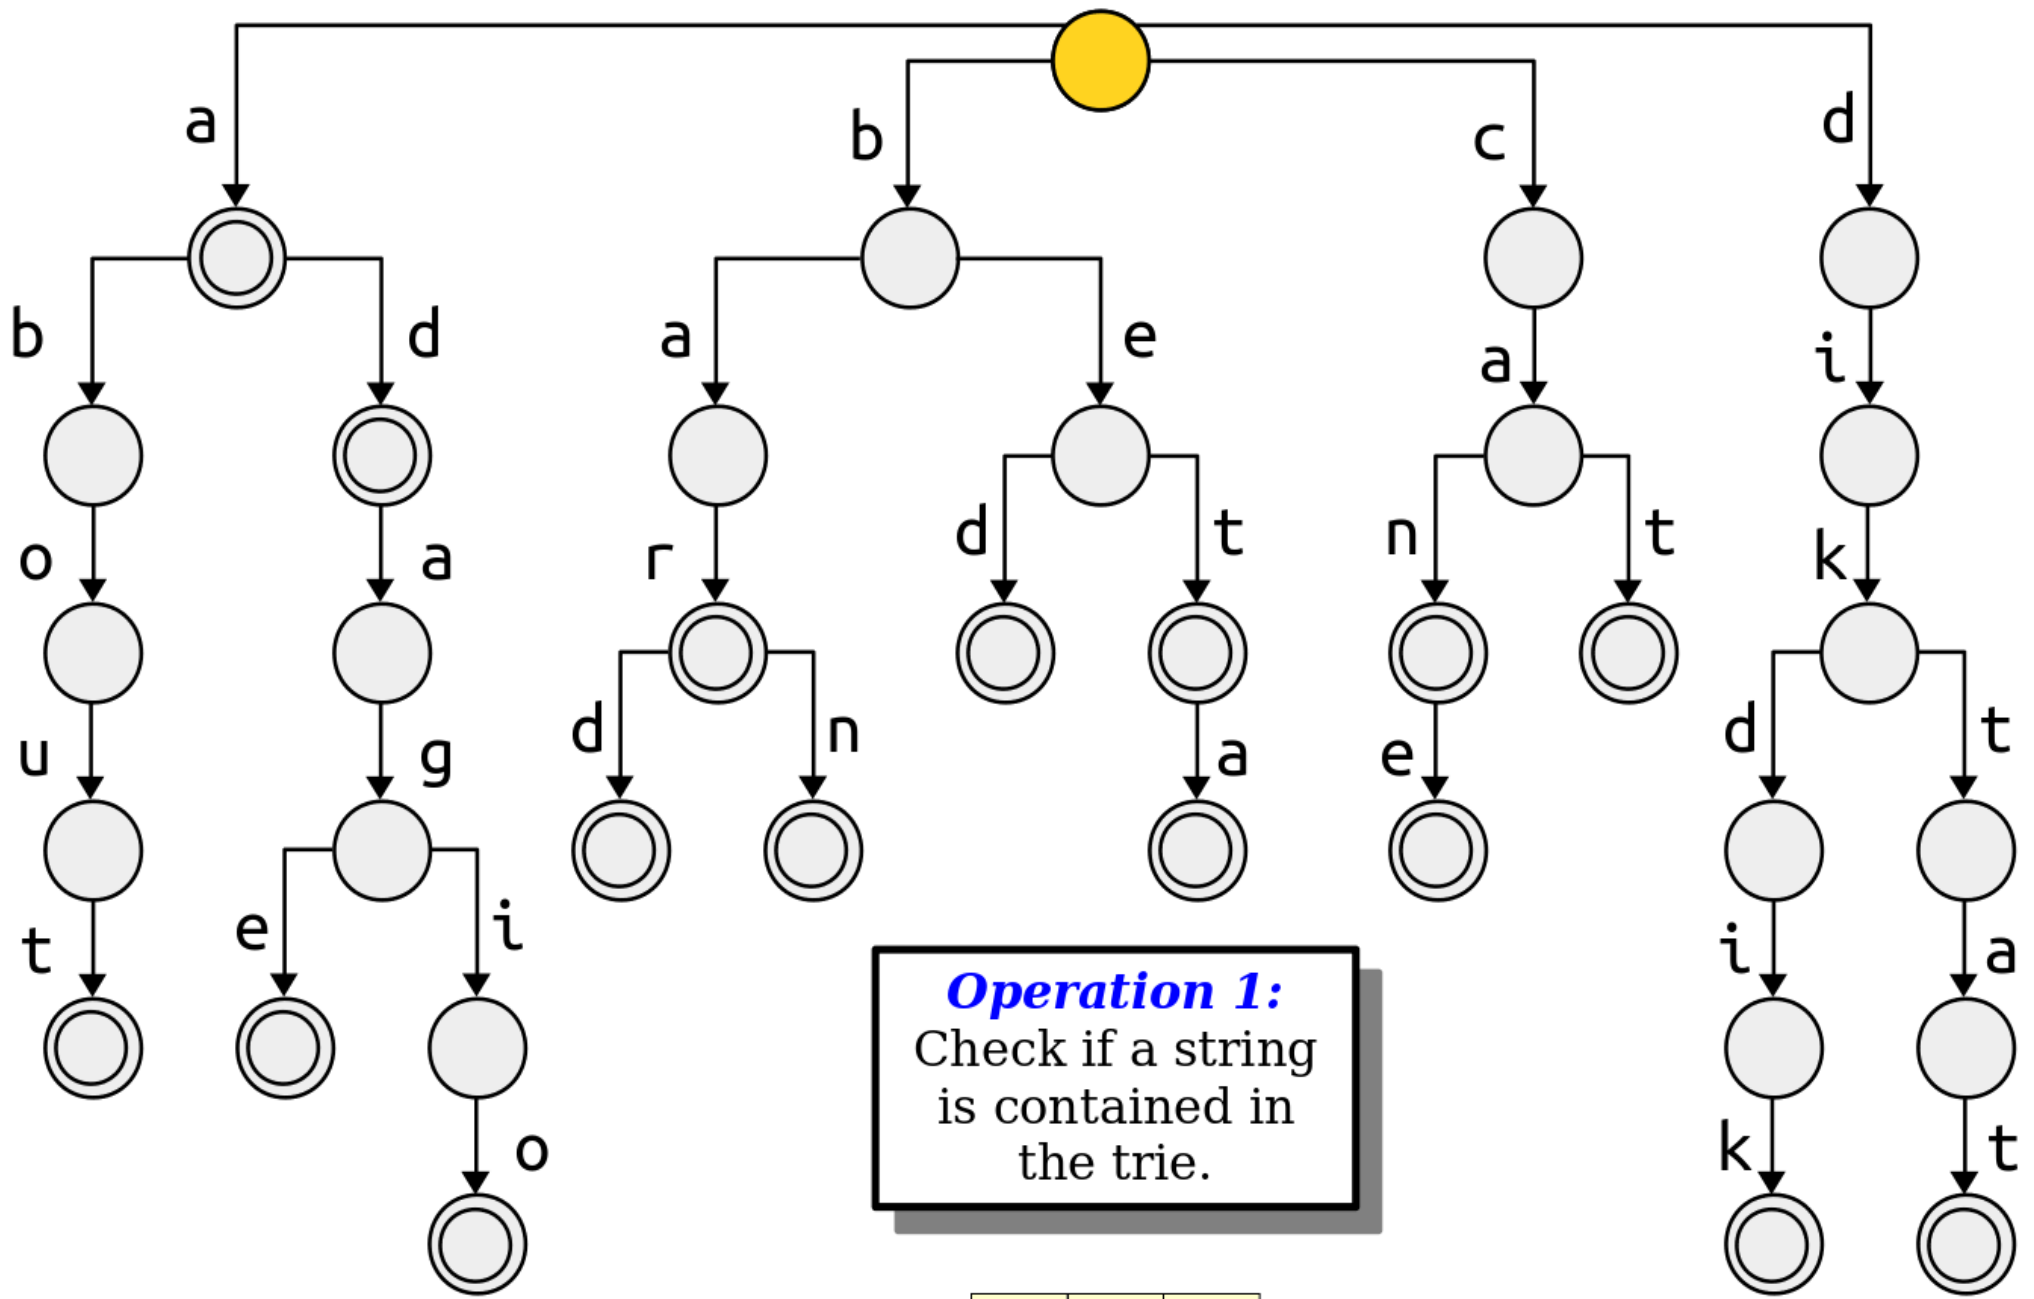 a
b
c
d
b
d
a
e
a
i
o
a
r
d
t
n
t
k
u
g
d
n
a
e
d
t
t
e
i
i
a
o
k
t
Operation 1:
Check if a string
is contained in
the trie.